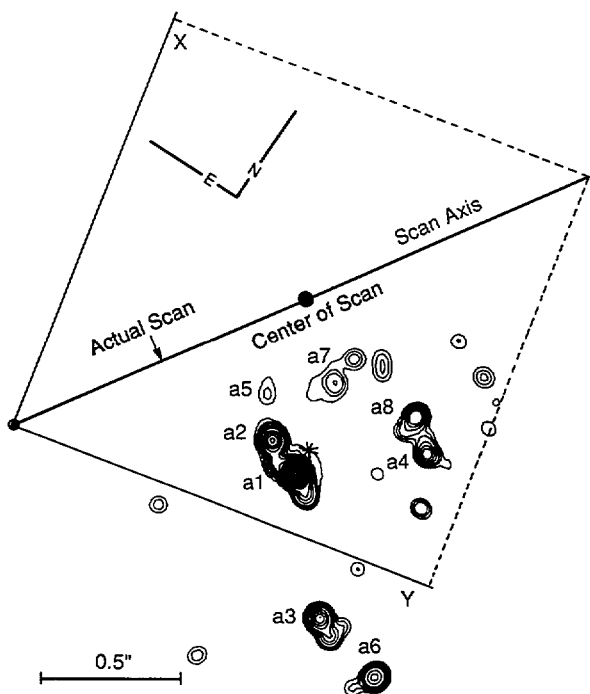 X
E
N
Scan Axis
Actual Scan
Center of Scan
a7
a5
a8
a2
a4
a1
Y
a3
0.5"
a6